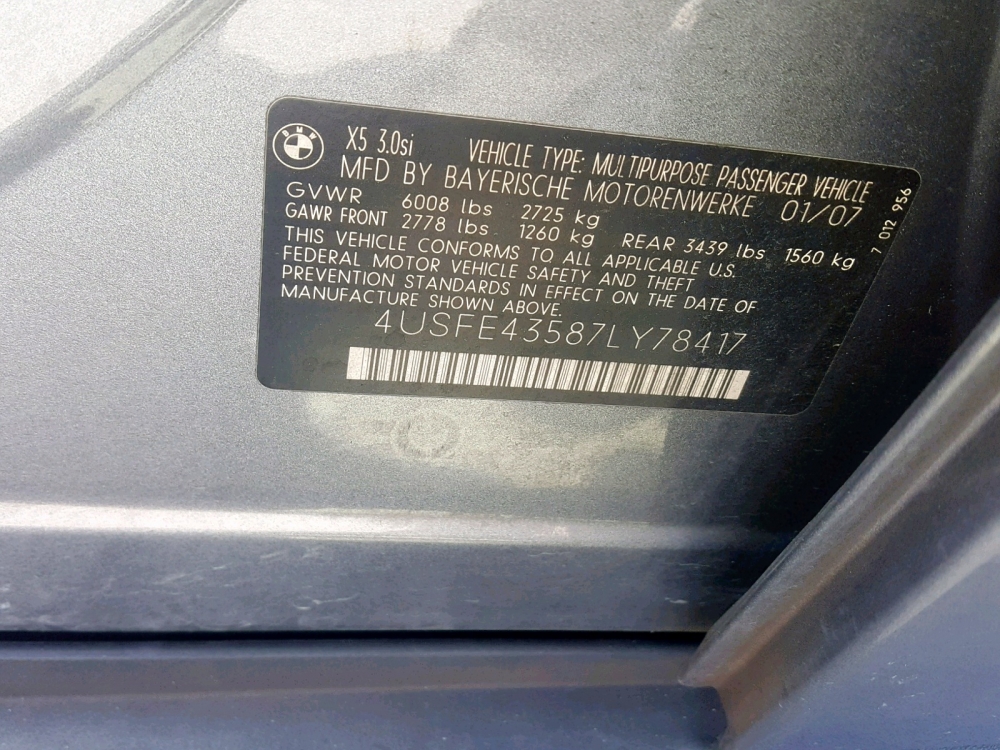 BMW
X5 3.0si VEHICLE TYPE: MULTIPURPOSE PASSENGER VEHICLE
MFD BY BAYERISCHE MOTORENWERKE 01/07
GVWR 6008 lbs 2725 kg
GAWR FRONT 2778 lbs 1260 kg REAR 3439 lbs 1560 kg
THIS VEHICLE CONFORMS TO ALL APPLICABLE U.S.
FEDERAL MOTOR VEHICLE SAFETY AND THEFT
PREVENTION STANDARDS IN EFFECT ON THE DATE OF
MANUFACTURE SHOWN ABOVE.
4USFE43587LY78417
7 012 956